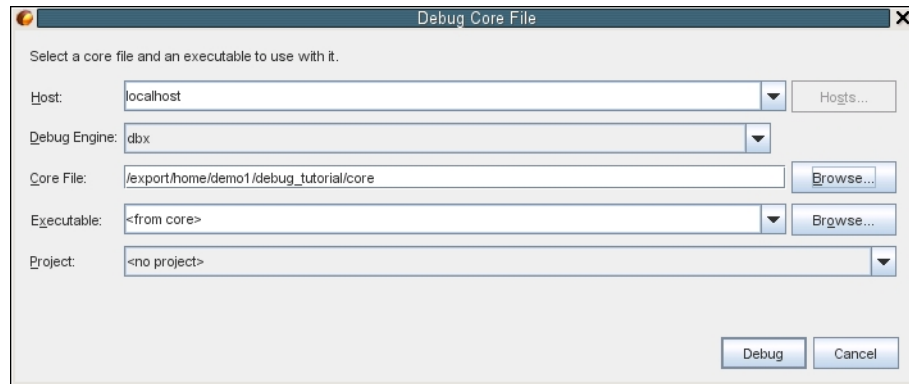 Debug Core File
Select a core file and an executable to use with it.
Host: localhost Hosts...
Debug Engine: dbx
Core File: /export/home/demo1/debug_tutorial/core Browse...
Executable: <from core> Browse...
Project: <no project>
Debug Cancel